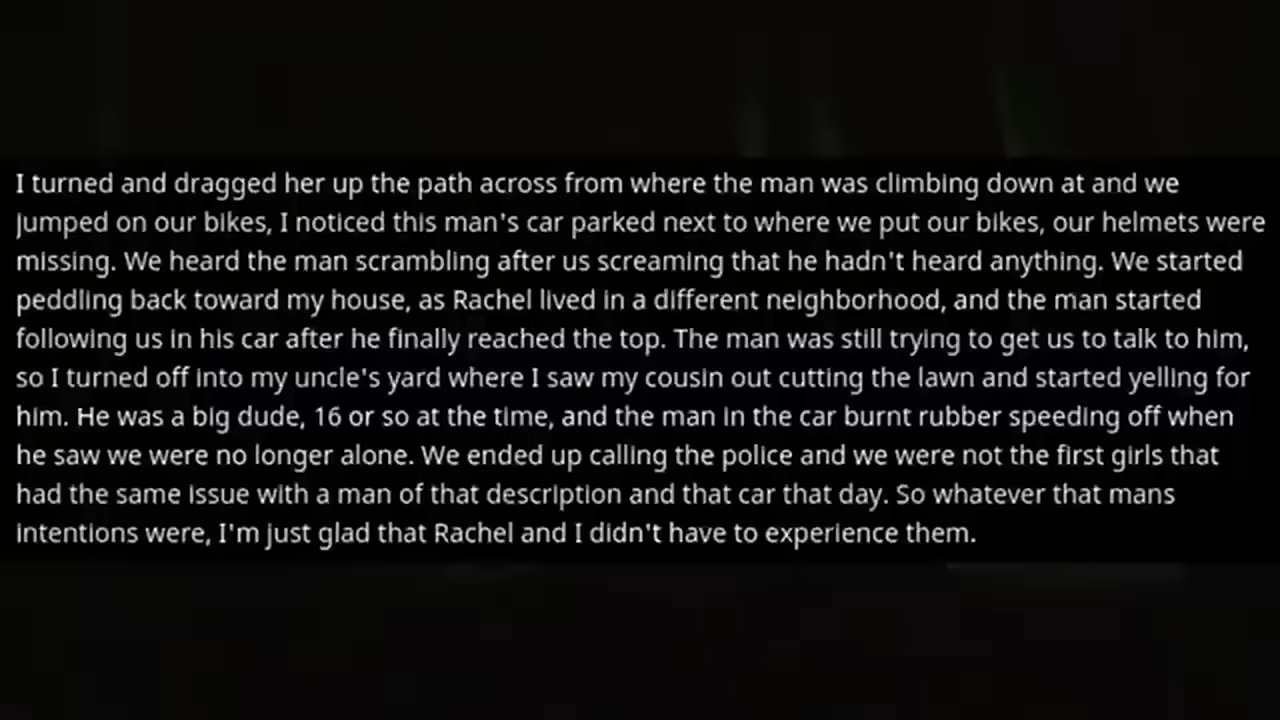 I turned and dragged her up the path across from where the man was climbing down at and we
jumped on our bikes, I noticed this man's car parked next to where we put our bikes, our helmets were
missing. We heard the man scrambling after us screaming that he hadn't heard anything. We started
peddling back toward my house, as Rachel lived in a different neighborhood, and the man started
following us in his car after he finally reached the top. The man was still trying to get us to talk to him,
so I turned off into my uncle's yard where I saw my cousin out cutting the lawn and started yelling for
him. He was a big dude, 16 or so at the time, and the man in the car burnt rubber speeding off when
he saw we were no longer alone. We ended up calling the police and we were not the first girls that
had the same issue with a man of that description and that car that day. So whatever that mans
intentions were, I'm just glad that Rachel and I didn't have to experience them.